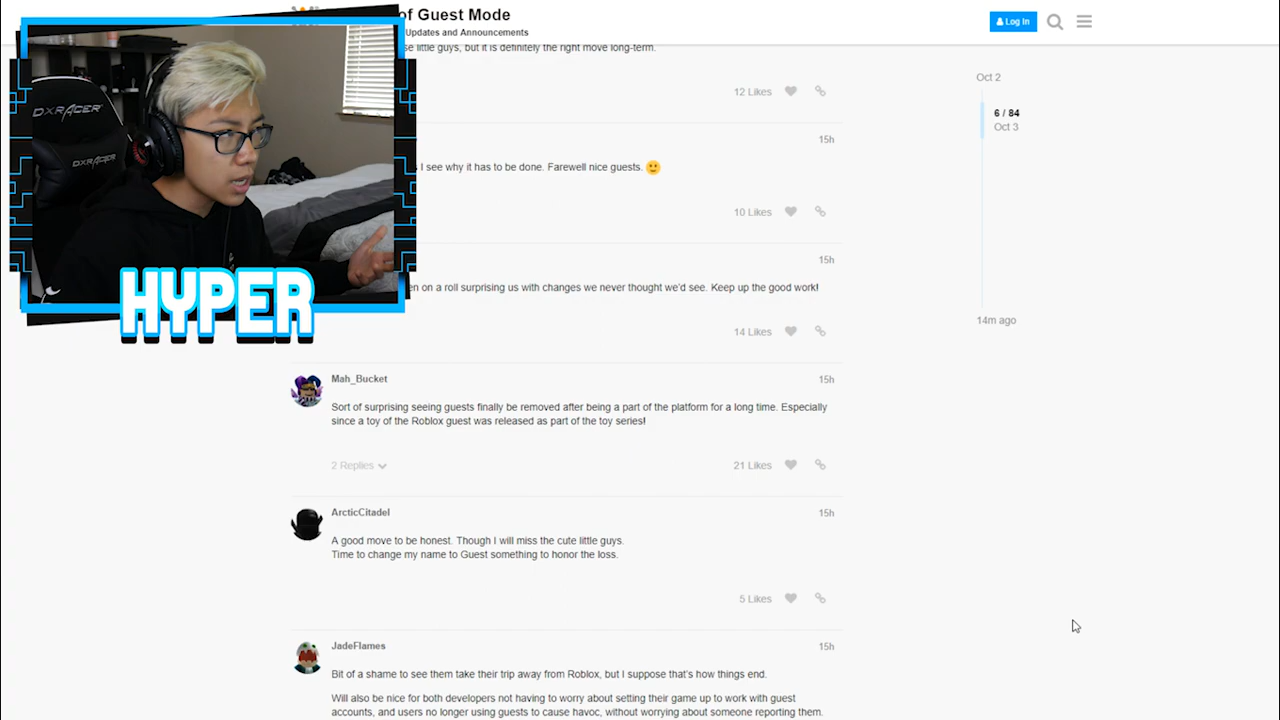 of Guest Mode
Updates and Announcements
Log In
se little guys, but it is definitely the right move long-term.
Oct 2
12 Likes
6 / 84
Oct 3
15h
I see why it has to be done. Farewell nice guests. 🙂
10 Likes
15h
en on a roll surprising us with changes we never thought we'd see. Keep up the good work!
14m ago
14 Likes
DXRACER
DXRACER
HYPER
Mah_Bucket
15h
Sort of surprising seeing guests finally be removed after being a part of the platform for a long time. Especially
since a toy of the Roblox guest was released as part of the toy series!
2 Replies
21 Likes
ArcticCitadel
15h
A good move to be honest. Though I will miss the cute little guys.
Time to change my name to Guest something to honor the loss.
5 Likes
JadeFlames
15h
Bit of a shame to see them take their trip away from Roblox, but I suppose that's how things end.
Will also be nice for both developers not having to worry about setting their game up to work with guest
accounts, and users no longer using guests to cause havoc, without worrying about someone reporting them.